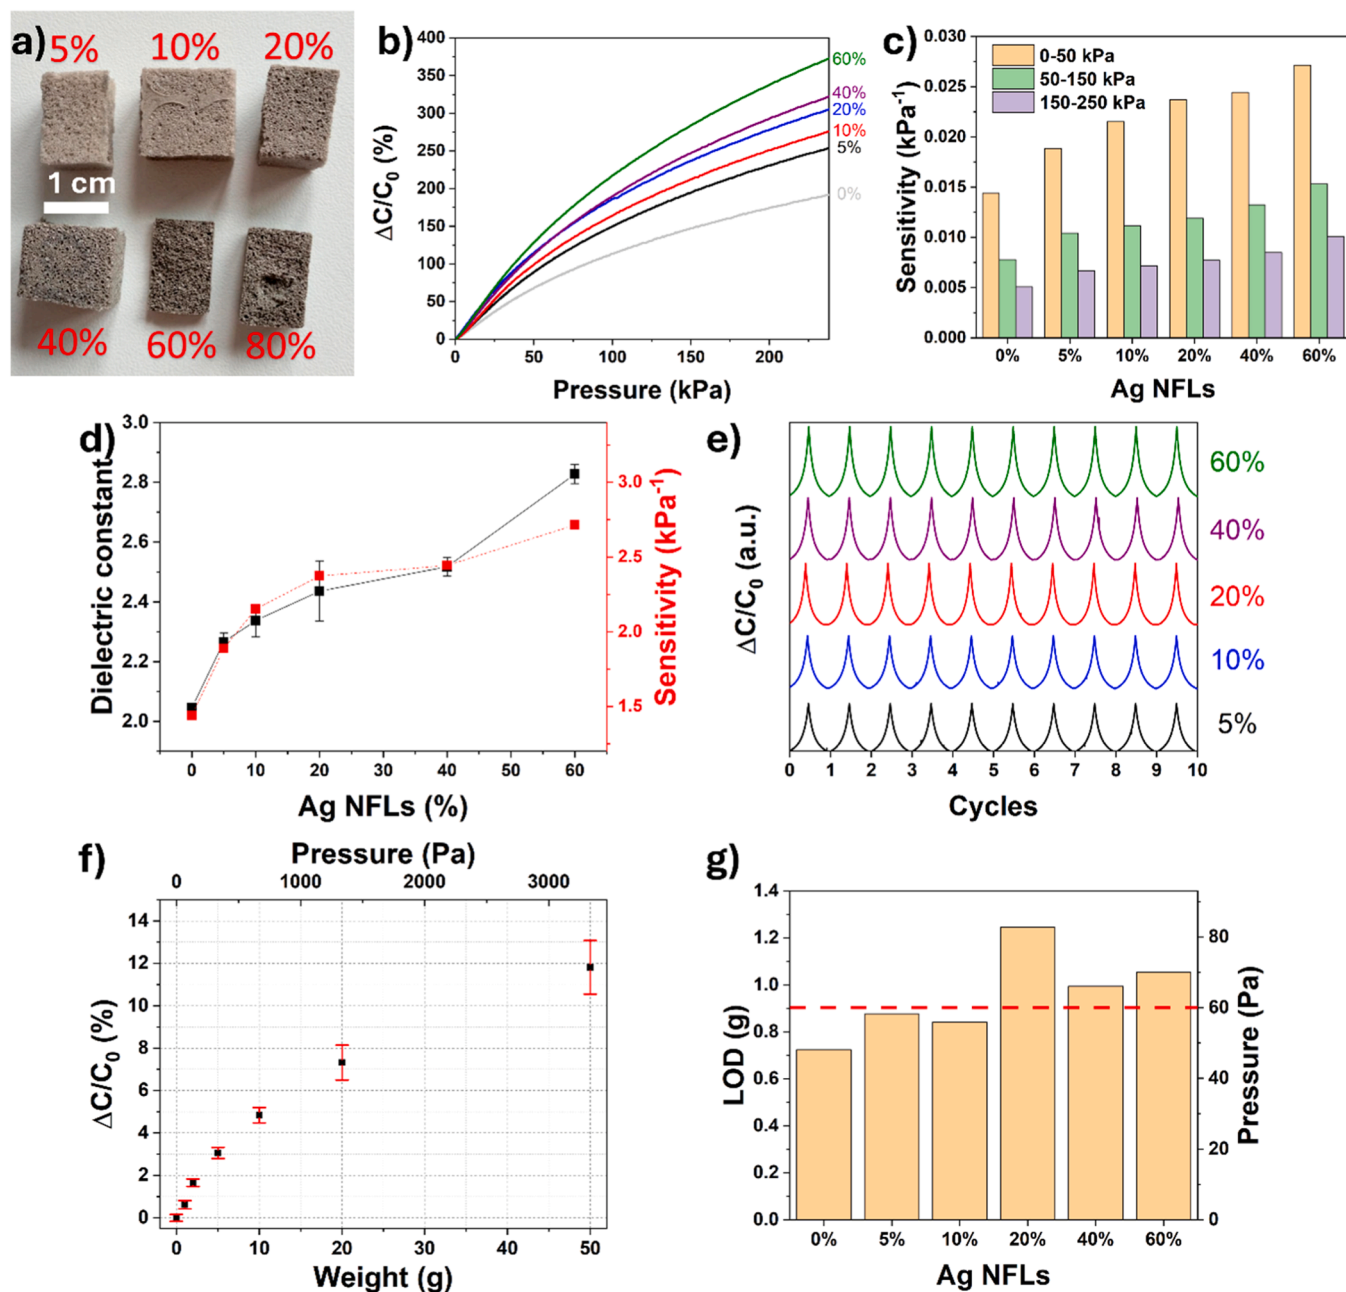 a)
5%
10%
20%
1 cm
40%
60%
80%
b)
400
350
300
250
200
150
100
50
0
ΔC/C0 (%)
60%
40%
20%
10%
5%
0%
0 50 100 150 200
Pressure (kPa)
c)
0.030
0.025
0.020
0.015
0.010
0.005
0.000
Sensitivity (kPa-1)
0-50 kPa
50-150 kPa
150-250 kPa
0% 5% 10% 20% 40% 60%
Ag NFLs
d)
3.0
2.8
2.6
2.4
2.2
2.0
Dielectric constant
3.0
2.5
2.0
1.5
Sensitivity (kPa-1)
0 10 20 30 40 50 60
Ag NFLs (%)
e)
ΔC/C0 (a.u.)
60%
40%
20%
10%
5%
0 1 2 3 4 5 6 7 8 9 10
Cycles
f)
Pressure (Pa)
0 1000 2000 3000
14
12
10
8
6
4
2
0
ΔC/C0 (%)
0 10 20 30 40 50
Weight (g)
g)
1.4
1.2
1.0
0.8
0.6
0.4
0.2
0.0
LOD (g)
80
60
40
20
0
Pressure (Pa)
0% 5% 10% 20% 40% 60%
Ag NFLs